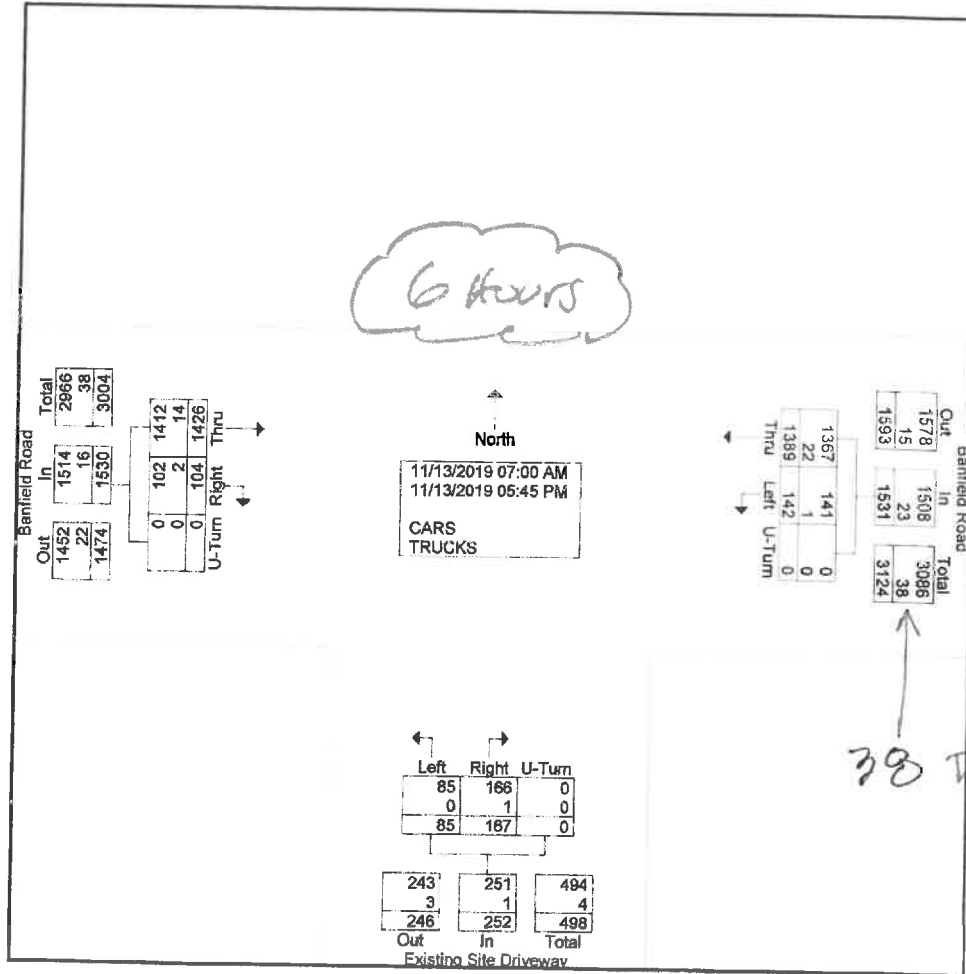 6 Hours
North
11/13/2019 07:00 AM
11/13/2019 05:45 PM
CARS
TRUCKS
Banfield Road
Out In Total
1452 1514 2966
22 16 38
1474 1530 3004
U-Turn Right Thru
0 102 1412
0 2 14
0 104 1426
Banfield Road
Out In Total
1578 1508 3086
15 23 38
1593 1531 3124
Thru Left U-Turn
1367 141 0
22 1 0
1389 142 0
38
Left Right U-Turn
85 166 0
0 1 0
85 167 0
243 251 494
3 1 4
246 252 498
Out In Total
Existing Site Driveway